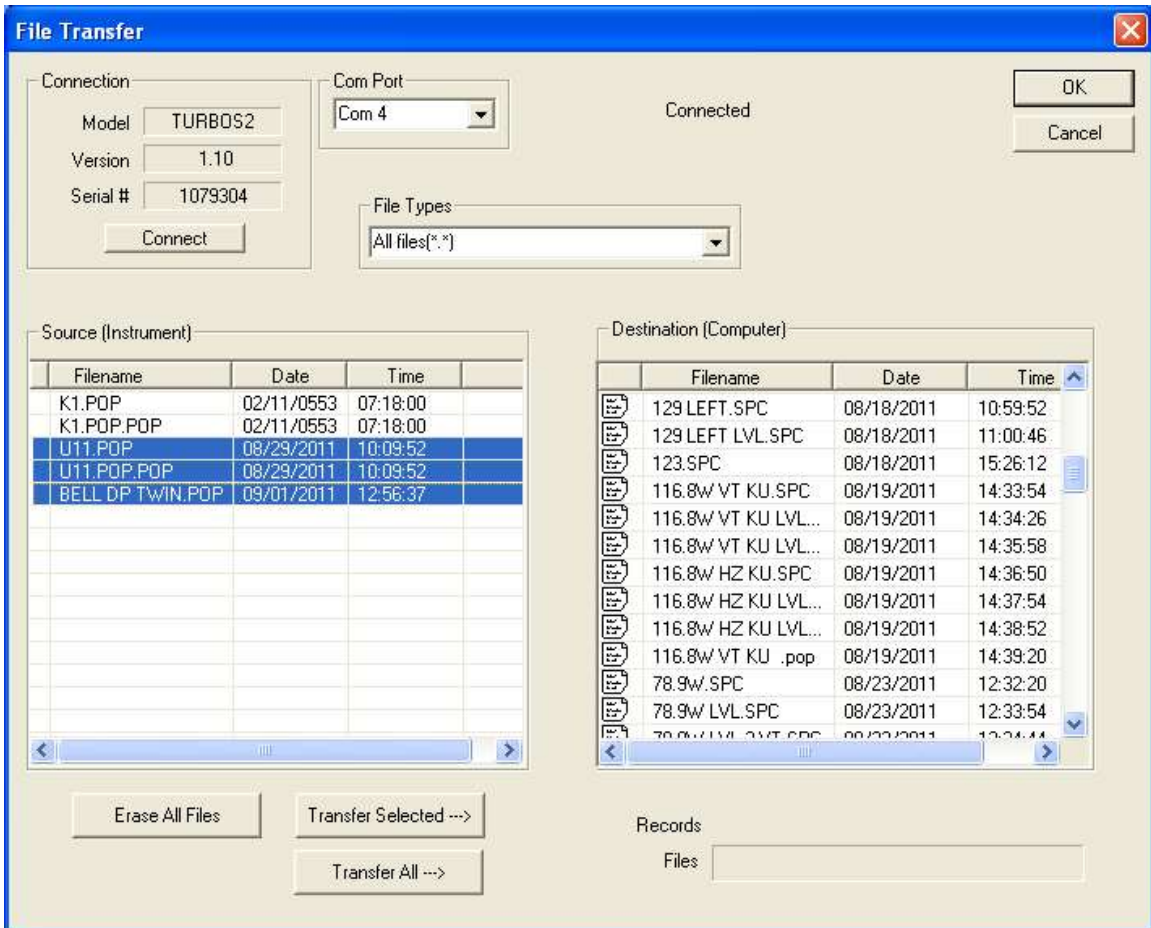 File Transfer
Connection
Model TURBOS2
Version 1.10
Serial # 1079304
Connect
Com Port
Com 4
Connected
OK
Cancel
File Types
All files(*.*)
Source (Instrument)
Filename Date Time
K1.POP 02/11/0553 07:18:00
K1.POP.POP 02/11/0553 07:18:00
U11.POP 08/29/2011 10:09:52
U11.POP.POP 08/29/2011 10:09:52
BELL DP TWIN.POP 09/01/2011 12:56:37
Erase All Files
Transfer Selected --->
Transfer All --->
Destination (Computer)
Filename Date Time
129 LEFT.SPC 08/18/2011 10:59:52
129 LEFT LVL.SPC 08/18/2011 11:00:46
123.SPC 08/18/2011 15:26:12
116.8W VT KU.SPC 08/19/2011 14:33:54
116.8W VT KU LVL... 08/19/2011 14:34:26
116.8W VT KU LVL... 08/19/2011 14:35:58
116.8W HZ KU.SPC 08/19/2011 14:36:50
116.8W HZ KU LVL... 08/19/2011 14:37:54
116.8W HZ KU LVL... 08/19/2011 14:38:52
116.8W VT KU .pop 08/19/2011 14:39:20
78.9W.SPC 08/23/2011 12:32:20
78.9W LVL.SPC 08/23/2011 12:33:54
Records
Files